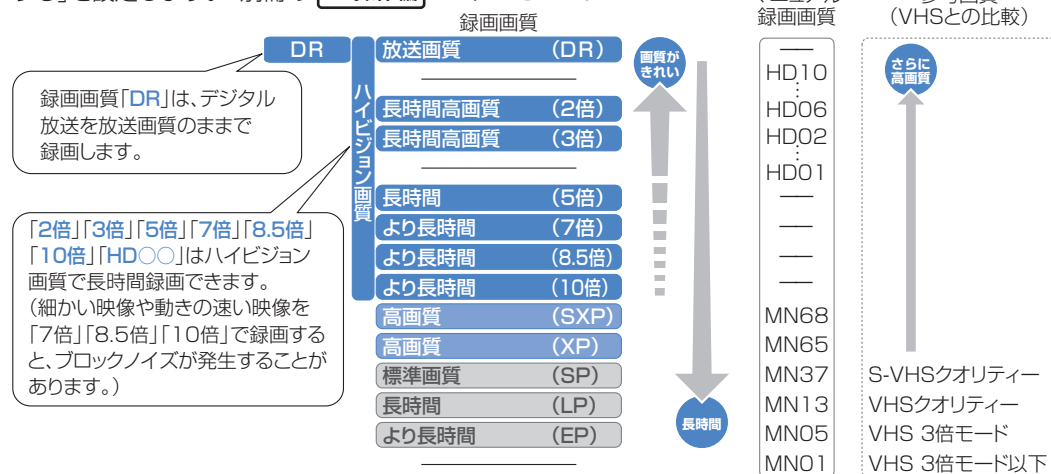 録画画質
録画画質
(VHSとの比較)
DR
放送画質 (DR)
長時間高画質 (2倍)
長時間高画質 (3倍)
長時間 (5倍)
より長時間 (7倍)
より長時間 (8.5倍)
より長時間 (10倍)
高画質 (SXP)
高画質 (XP)
標準画質 (SP)
長時間 (LP)
より長時間 (EP)
ハイビジョン画質
録画画質「DR」は、デジタル
放送を放送画質のままで
録画します。
「2倍」「3倍」「5倍」「7倍」「8.5倍」
「10倍」「HD○○」はハイビジョン
画質で長時間録画できます。
(細かい映像や動きの速い映像を
「7倍」「8.5倍」「10倍」で録画する
と、ブロックノイズが発生することが
あります。)
画質が
きれい
長時間
HD10
HD06
HD02
HD01
MN68
MN65
MN37
MN13
MN05
MN01
さらに
高画質
S-VHSクオリティー
VHSクオリティー
VHS 3倍モード
VHS 3倍モード以下